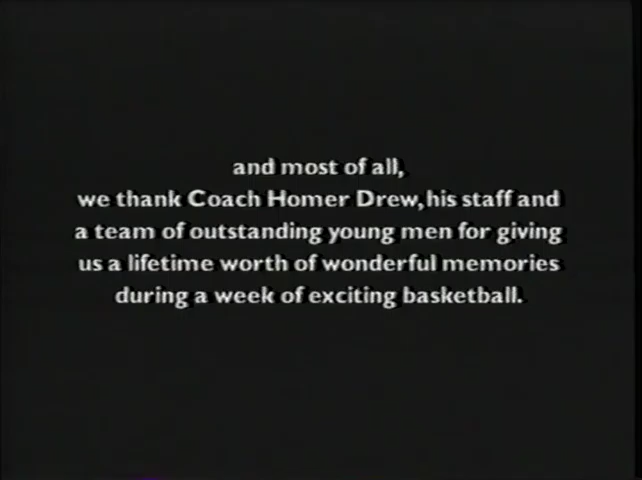 and most of all,
we thank Coach Homer Drew, his staff and
a team of outstanding young men for giving
us a lifetime worth of wonderful memories
during a week of exciting basketball.